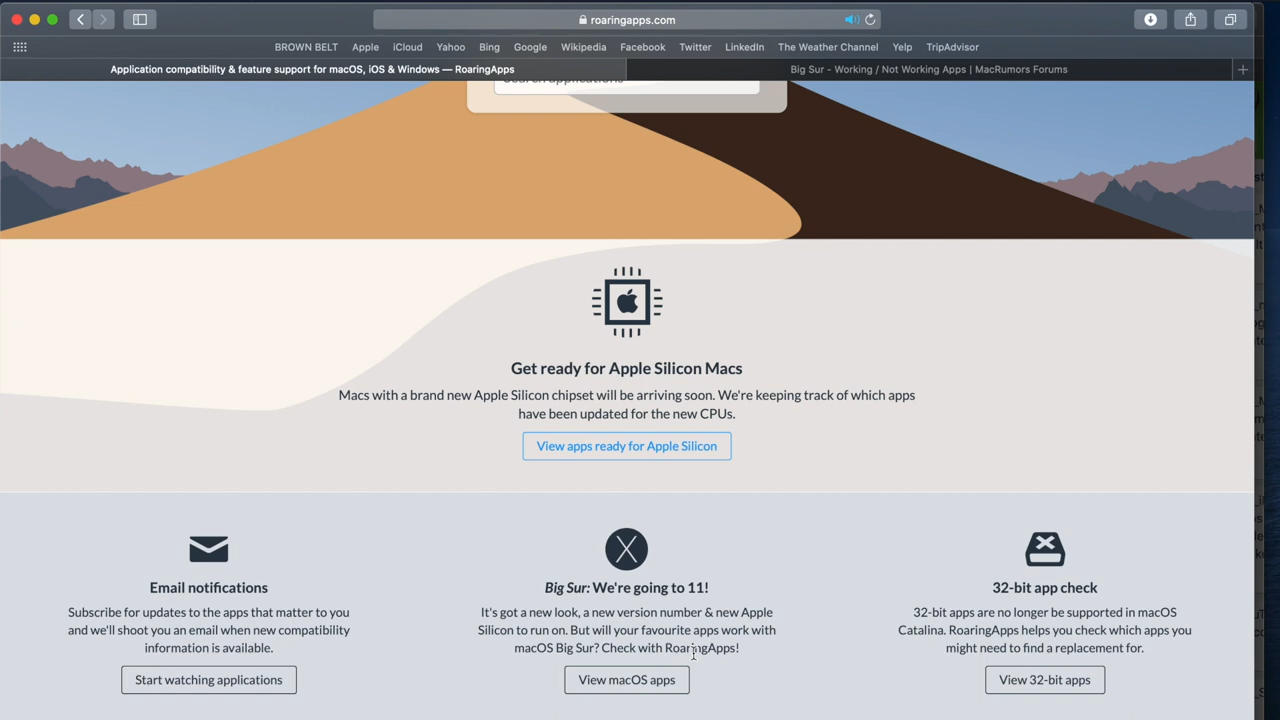 roaringapps.com
BROWN BELT Apple iCloud Yahoo Bing Google Wikipedia Facebook Twitter LinkedIn The Weather Channel Yelp TripAdvisor
Application compatibility & feature support for macOS, iOS & Windows — RoaringApps Big Sur - Working / Not Working Apps | MacRumors Forums
Search applications
Get ready for Apple Silicon Macs
Macs with a brand new Apple Silicon chipset will be arriving soon. We're keeping track of which apps
have been updated for the new CPUs.
View apps ready for Apple Silicon
Email notifications
Subscribe for updates to the apps that matter to you
and we'll shoot you an email when new compatibility
information is available.
Start watching applications
Big Sur: We're going to 11!
It's got a new look, a new version number & new Apple
Silicon to run on. But will your favourite apps work with
macOS Big Sur? Check with RoaringApps!
View macOS apps
32-bit app check
32-bit apps are no longer be supported in macOS
Catalina. RoaringApps helps you check which apps you
might need to find a replacement for.
View 32-bit apps